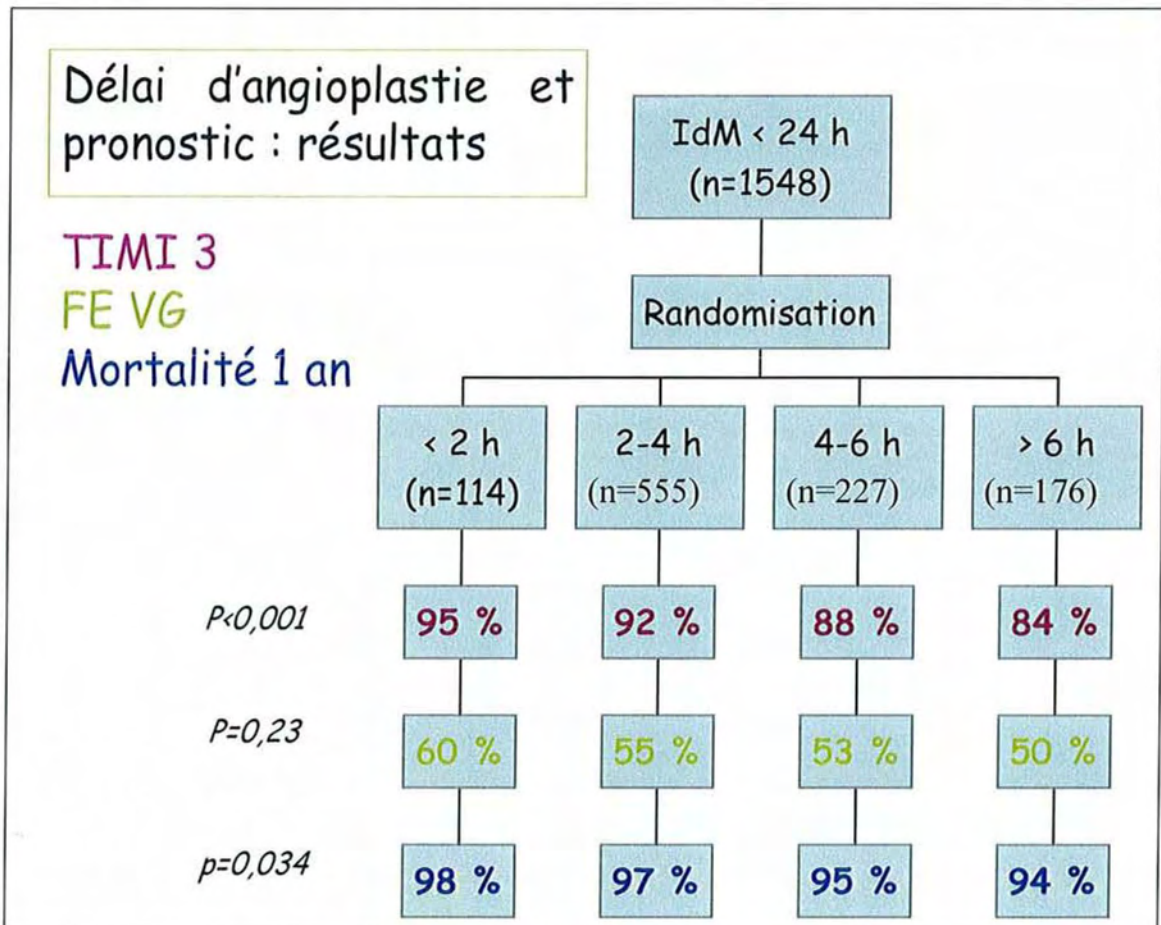 Délai d'angioplastie et
pronostic : résultats
IdM < 24 h
(n=1548)
TIMI 3
FE VG
Mortalité 1 an
Randomisation
< 2 h
(n=114)
2-4 h
(n=555)
4-6 h
(n=227)
> 6 h
(n=176)
P<0,001
95 %
92 %
88 %
84 %
P=0,23
60 %
55 %
53 %
50 %
p=0,034
98 %
97 %
95 %
94 %